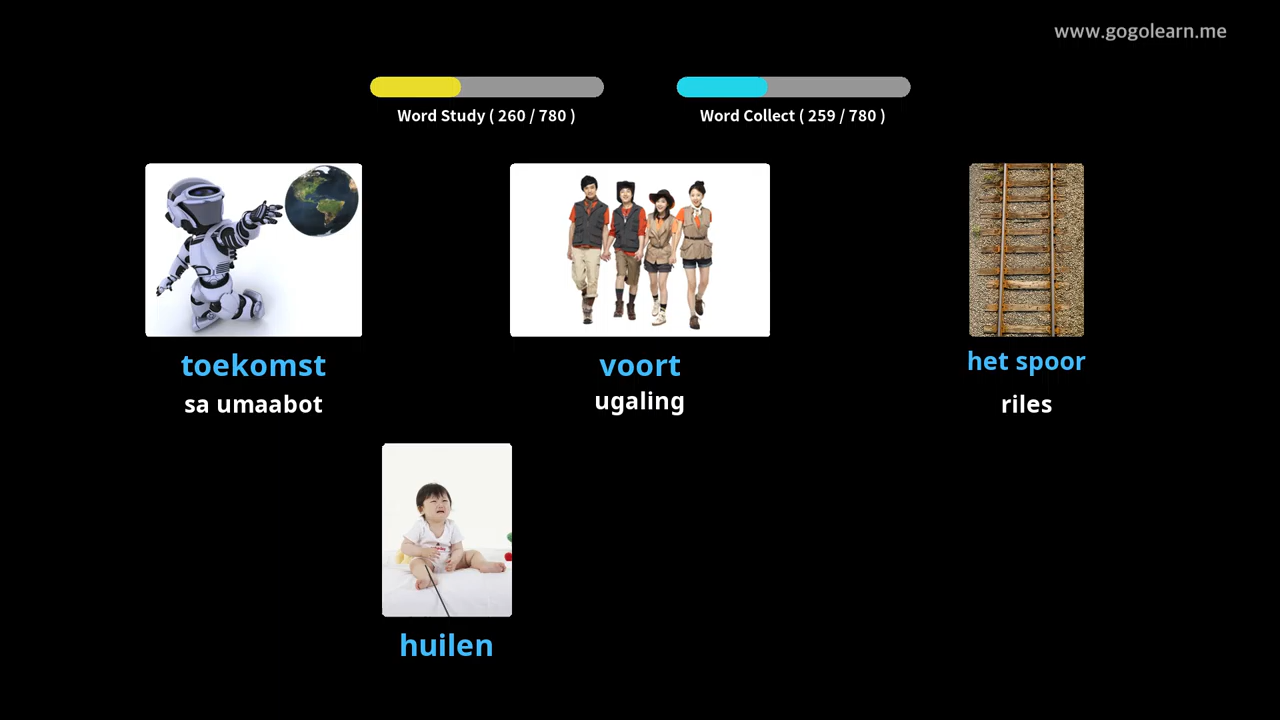 www.gogolearn.me
Word Study ( 260 / 780 )
Word Collect ( 259 / 780 )
toekomst
sa umaabot
voort
ugaling
het spoor
riles
huilen